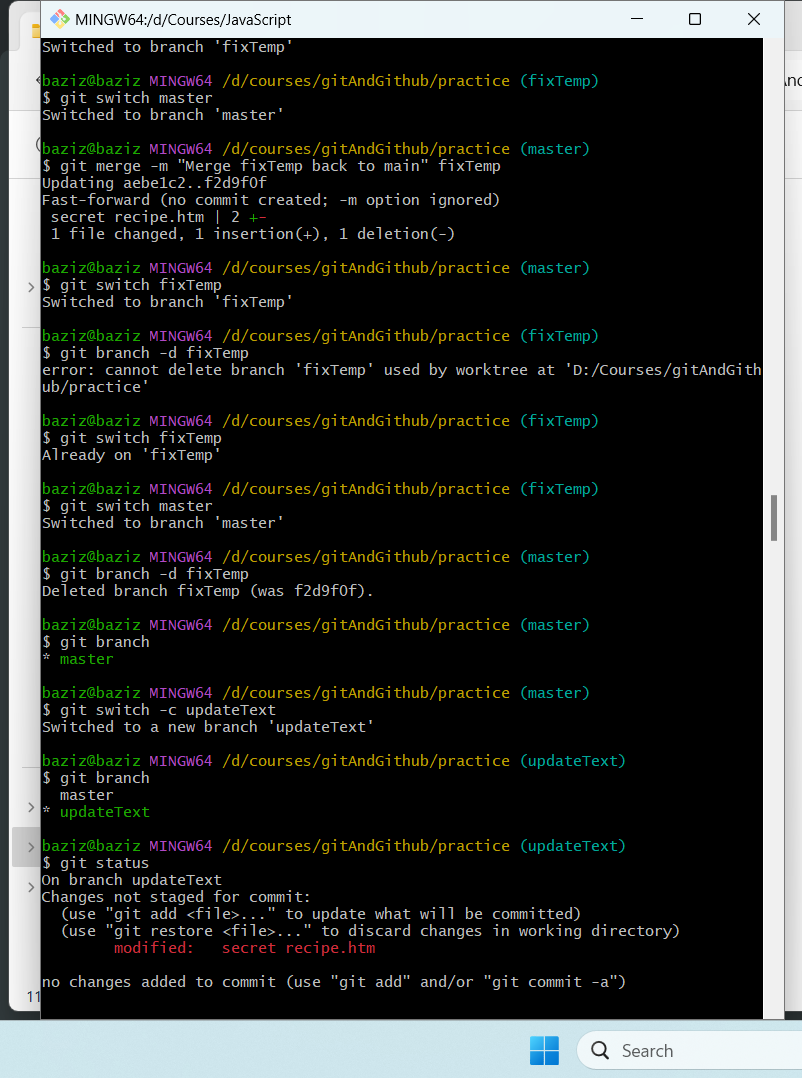 MINGW64:/d/Courses/JavaScript
Switched to branch 'fixTemp'
baziz@baziz MINGW64 /d/courses/gitAndGithub/practice (fixTemp)
$ git switch master
Switched to branch 'master'
baziz@baziz MINGW64 /d/courses/gitAndGithub/practice (master)
$ git merge -m "Merge fixTemp back to main" fixTemp
Updating aebe1c2..f2d9f0f
Fast-forward (no commit created; -m option ignored)
secret recipe.htm | 2 +-
1 file changed, 1 insertion(+), 1 deletion(-)
baziz@baziz MINGW64 /d/courses/gitAndGithub/practice (master)
$ git switch fixTemp
Switched to branch 'fixTemp'
baziz@baziz MINGW64 /d/courses/gitAndGithub/practice (fixTemp)
$ git branch -d fixTemp
error: cannot delete branch 'fixTemp' used by worktree at 'D:/Courses/gitAndGith
ub/practice'
baziz@baziz MINGW64 /d/courses/gitAndGithub/practice (fixTemp)
$ git switch fixTemp
Already on 'fixTemp'
baziz@baziz MINGW64 /d/courses/gitAndGithub/practice (fixTemp)
$ git switch master
Switched to branch 'master'
baziz@baziz MINGW64 /d/courses/gitAndGithub/practice (master)
$ git branch -d fixTemp
Deleted branch fixTemp (was f2d9f0f).
baziz@baziz MINGW64 /d/courses/gitAndGithub/practice (master)
$ git branch
* master
baziz@baziz MINGW64 /d/courses/gitAndGithub/practice (master)
$ git switch -c updateText
Switched to a new branch 'updateText'
baziz@baziz MINGW64 /d/courses/gitAndGithub/practice (updateText)
$ git branch
master
* updateText
baziz@baziz MINGW64 /d/courses/gitAndGithub/practice (updateText)
$ git status
On branch updateText
Changes not staged for commit:
(use "git add <file>..." to update what will be committed)
(use "git restore <file>..." to discard changes in working directory)
modified: secret recipe.htm
no changes added to commit (use "git add" and/or "git commit -a")
11
Search